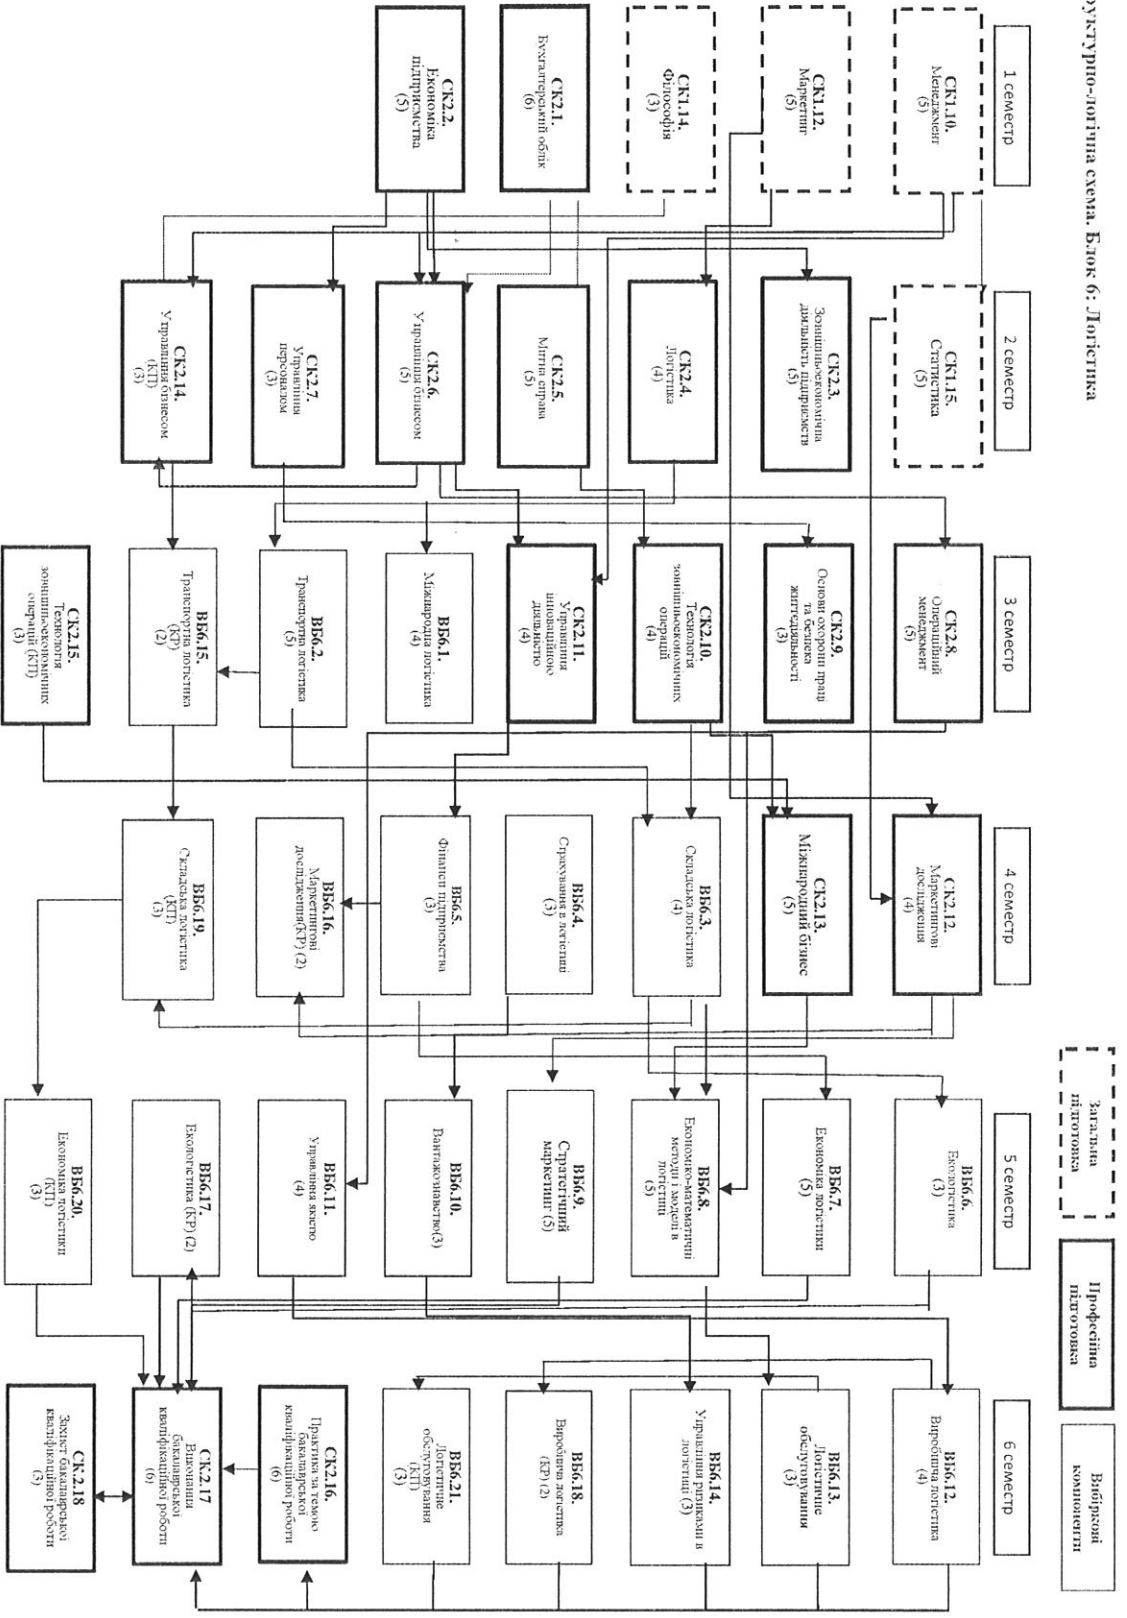 руктурно-логічна схема. Блок 6: Логістика
Загальна
підготовка
Професійна
підготовка
Вибіркові
компоненти
1 семестр
СК1.10.
Менеджмент
(5)
СК1.12.
Маркетинг
(5)
СК1.14.
Філософія
(3)
СК2.1.
Бухгалтерський облік
(6)
СК2.2.
Економіка
підприємства
(5)
2 семестр
СК1.15.
Статистика
(5)
СК2.3.
Зовнішньоекономічна
діяльність підприємств
(5)
СК2.4.
Логістика
(4)
СК2.5.
Митна справа
(5)
СК2.6.
Управління бізнесом
(5)
СК2.7.
Управління
персоналом
(3)
СК2.14.
Управління бізнесом
(КП)
(3)
3 семестр
СК2.8.
Операційний
менеджмент
(5)
СК2.9.
Основи охорони праці
та безпека
життєдіяльності
(3)
СК2.10.
Технологія
зовнішньоекономічних
операцій
(4)
СК2.11.
Управління
інноваційною
діяльністю
(4)
ВБ6.1.
Міжнародна логістика
(4)
ВБ6.2.
Транспортна логістика
(5)
ВБ6.15.
Транспортна логістика
(КР)
(2)
СК2.15.
Технологія
зовнішньоекономічних
операцій (КП)
(3)
4 семестр
СК2.12.
Маркетингові
дослідження
(4)
СК2.13.
Міжнародний бізнес
(5)
ВБ6.3.
Складська логістика
(4)
ВБ6.4.
Страхування в логістиці
(3)
ВБ6.5.
Фінанси підприємства
(3)
ВБ6.16.
Маркетингові
дослідження(КР) (2)
ВБ6.19.
Складська логістика
(КП)
(3)
5 семестр
ВБ6.6.
Екологістика
(3)
ВБ6.7.
Економіка логістики
(5)
ВБ6.8.
Економіко-математичні
методи і моделі в
логістиці
(5)
ВБ6.9.
Стратегічний
маркетинг (5)
ВБ6.10.
Вантажознавство(3)
ВБ6.11.
Управління якістю
(4)
ВБ6.17.
Екологістика (КР) (2)
ВБ6.20.
Економіка логістики
(КП)
(3)
6 семестр
ВБ6.12.
Виробнича логістика
(4)
ВБ6.13.
Логістичне
обслуговування
(3)
ВБ6.14.
Управління ризиками в
логістиці (3)
ВБ6.18.
Виробнича логістика
(КР) (2)
ВБ6.21.
Логістичне
обслуговування
(КП)
(3)
СК2.16.
Практика за темою
бакалаврської
кваліфікаційної роботи
(6)
СК2.17
Виконання
бакалаврської
кваліфікаційної роботи
(6)
СК2.18
Захист бакалаврської
кваліфікаційної роботи
(3)